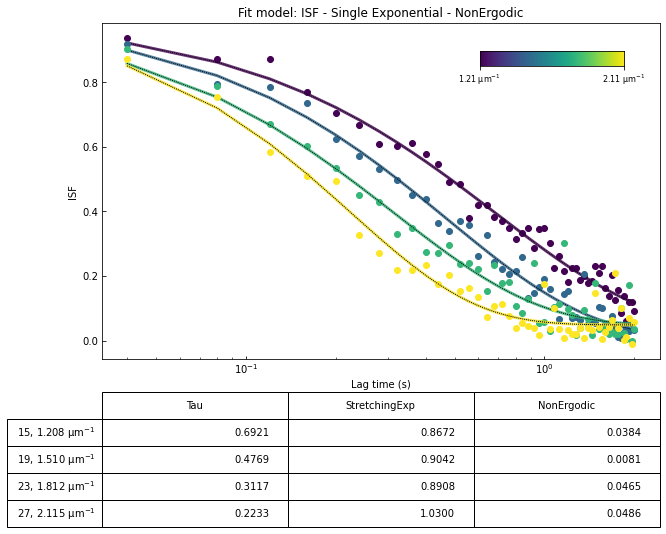 Fit model: ISF - Single Exponential - NonErgodic
1.21 μm⁻¹ 2.11 μm⁻¹
ISF
0.8
0.6
0.4
0.2
0.0
10⁻¹ 10⁰
Lag time (s)
Tau StretchingExp NonErgodic
15, 1.208 μm⁻¹ 0.6921 0.8672 0.0384
19, 1.510 μm⁻¹ 0.4769 0.9042 0.0081
23, 1.812 μm⁻¹ 0.3117 0.8908 0.0465
27, 2.115 μm⁻¹ 0.2233 1.0300 0.0486